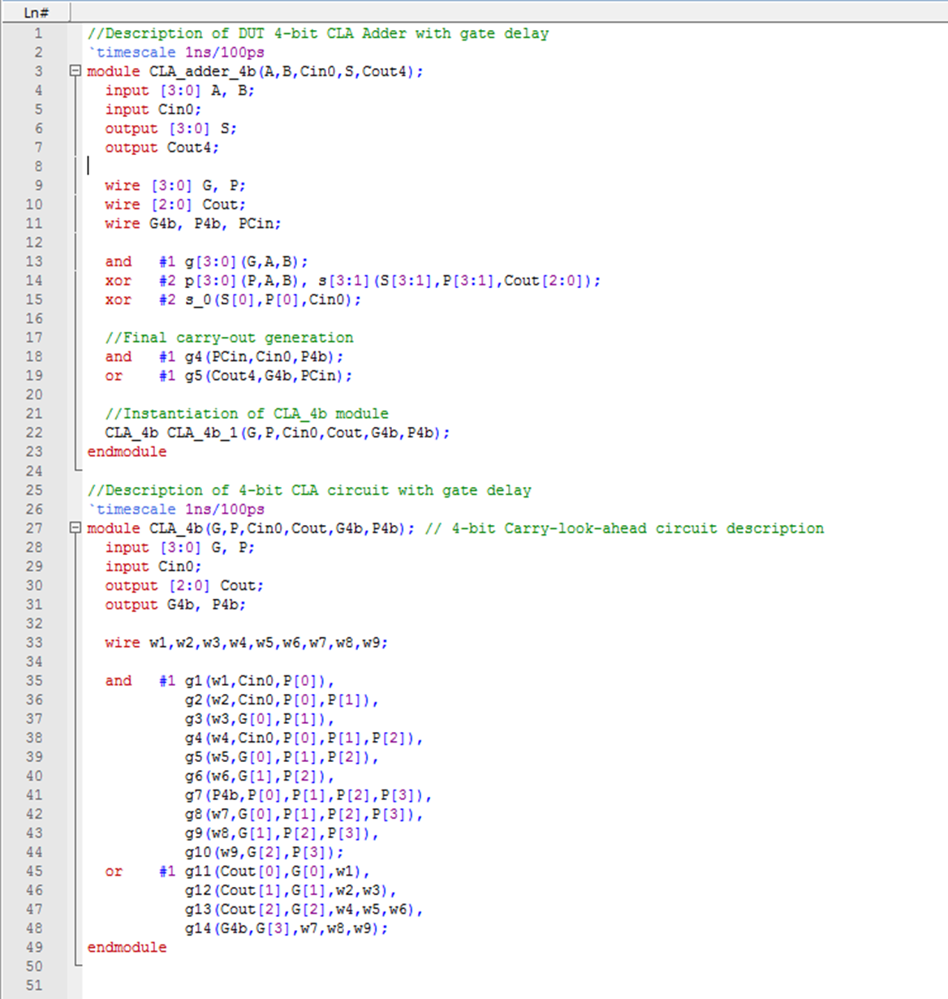 Ln#
1 //Description of DUT 4-bit CLA Adder with gate delay
2 `timescale 1ns/100ps
3 module CLA_adder_4b(A,B,Cin0,S,Cout4);
4 input [3:0] A, B;
5 input Cin0;
6 output [3:0] S;
7 output Cout4;
8
9 wire [3:0] G, P;
10 wire [2:0] Cout;
11 wire G4b, P4b, PCin;
12
13 and #1 g[3:0](G,A,B);
14 xor #2 p[3:0](P,A,B), s[3:1](S[3:1],P[3:1],Cout[2:0]);
15 xor #2 s_0(S[0],P[0],Cin0);
16
17 //Final carry-out generation
18 and #1 g4(PCin,Cin0,P4b);
19 or #1 g5(Cout4,G4b,PCin);
20
21 //Instantiation of CLA_4b module
22 CLA_4b CLA_4b_1(G,P,Cin0,Cout,G4b,P4b);
23 endmodule
24
25 //Description of 4-bit CLA circuit with gate delay
26 `timescale 1ns/100ps
27 module CLA_4b(G,P,Cin0,Cout,G4b,P4b); // 4-bit Carry-look-ahead circuit description
28 input [3:0] G, P;
29 input Cin0;
30 output [2:0] Cout;
31 output G4b, P4b;
32
33 wire w1,w2,w3,w4,w5,w6,w7,w8,w9;
34
35 and #1 g1(w1,Cin0,P[0]),
36 g2(w2,Cin0,P[0],P[1]),
37 g3(w3,G[0],P[1]),
38 g4(w4,Cin0,P[0],P[1],P[2]),
39 g5(w5,G[0],P[1],P[2]),
40 g6(w6,G[1],P[2]),
41 g7(P4b,P[0],P[1],P[2],P[3]),
42 g8(w7,G[0],P[1],P[2],P[3]),
43 g9(w8,G[1],P[2],P[3]),
44 g10(w9,G[2],P[3]);
45 or #1 g11(Cout[0],G[0],w1),
46 g12(Cout[1],G[1],w2,w3),
47 g13(Cout[2],G[2],w4,w5,w6),
48 g14(G4b,G[3],w7,w8,w9);
49 endmodule
50
51